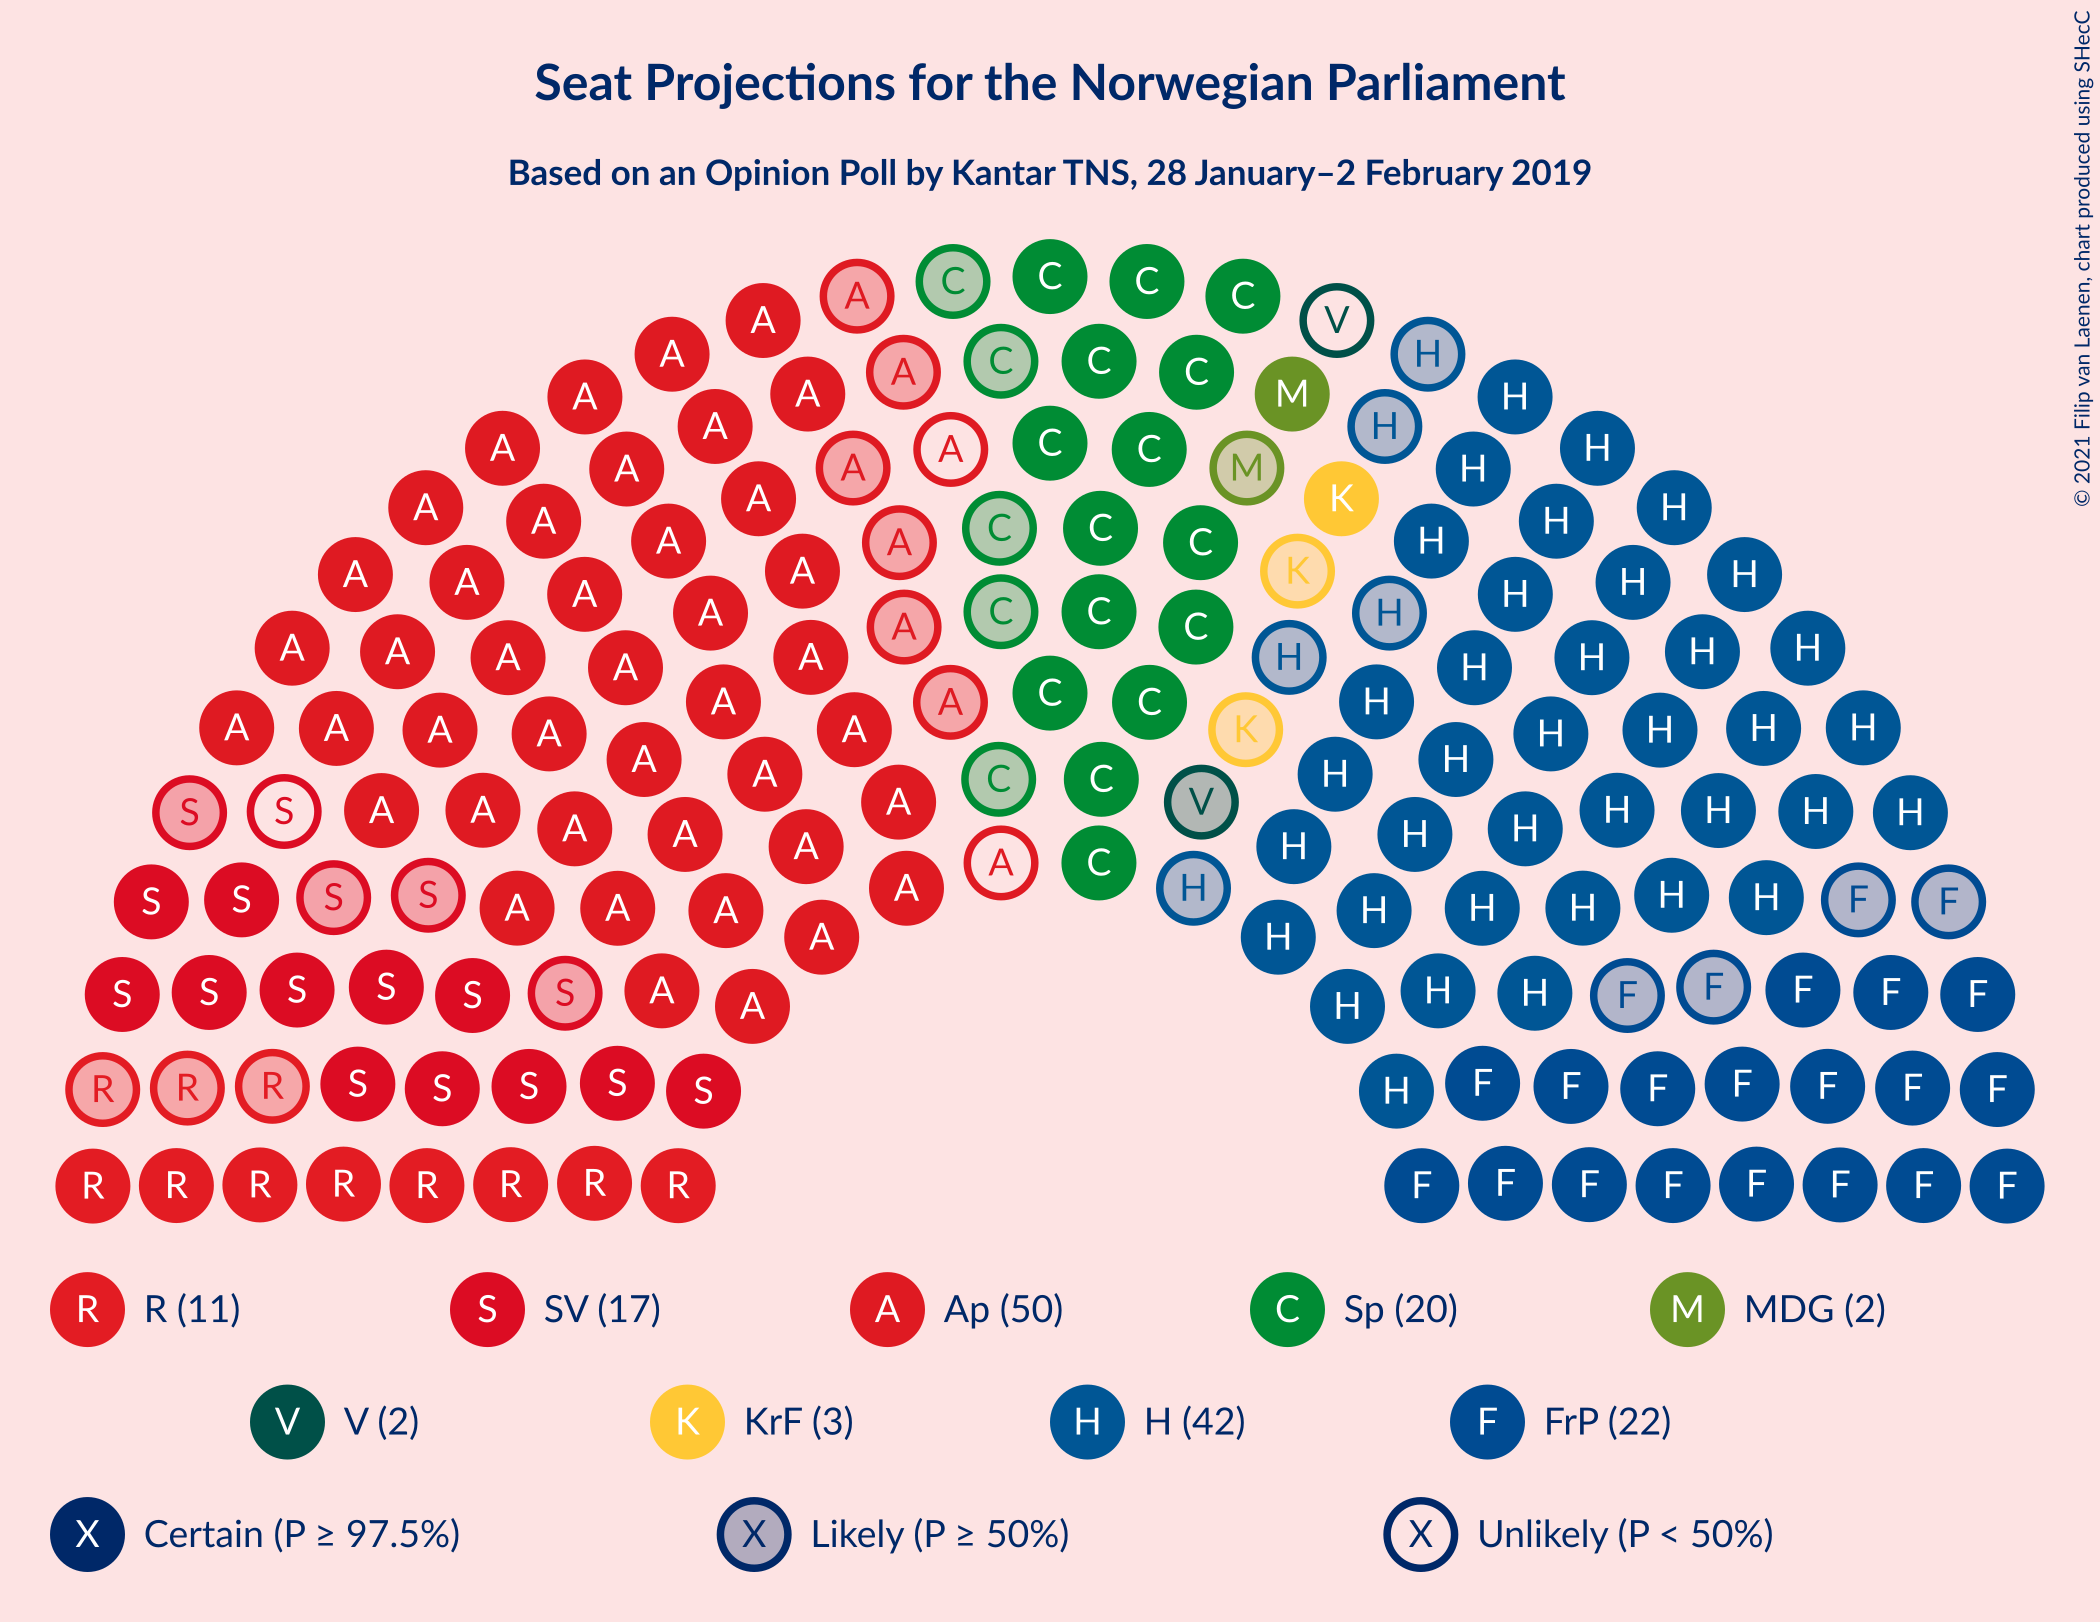 © 2021 Filip van Laenen, chart produced using SHecC
Seat Projections for the Norwegian Parliament
Based on an Opinion Poll by Kantar TNS, 28 January–2 February 2019
A A C C C C V
A A A A C C C M H H
A A A A A C C M H H H
A A A A A C C C K H H H
A A A A A A C C C K H H H H
A A A A A A A C C H H H H H H
A A A A A A A A C C V K H H H H H H
S S A A A A A A A C H H H H H H H H
S S S S A A A A H H H H H H F F
S S S S S S A A H H H F F F F F
R R R S S S S S H F F F F F F F
R R R R R R R R F F F F F F F F
R R (11) S SV (17) A Ap (50) C Sp (20) M MDG (2)
V V (2) K KrF (3) H H (42) F FrP (22)
X Certain (P ≥ 97.5%) X Likely (P ≥ 50%) X Unlikely (P < 50%)